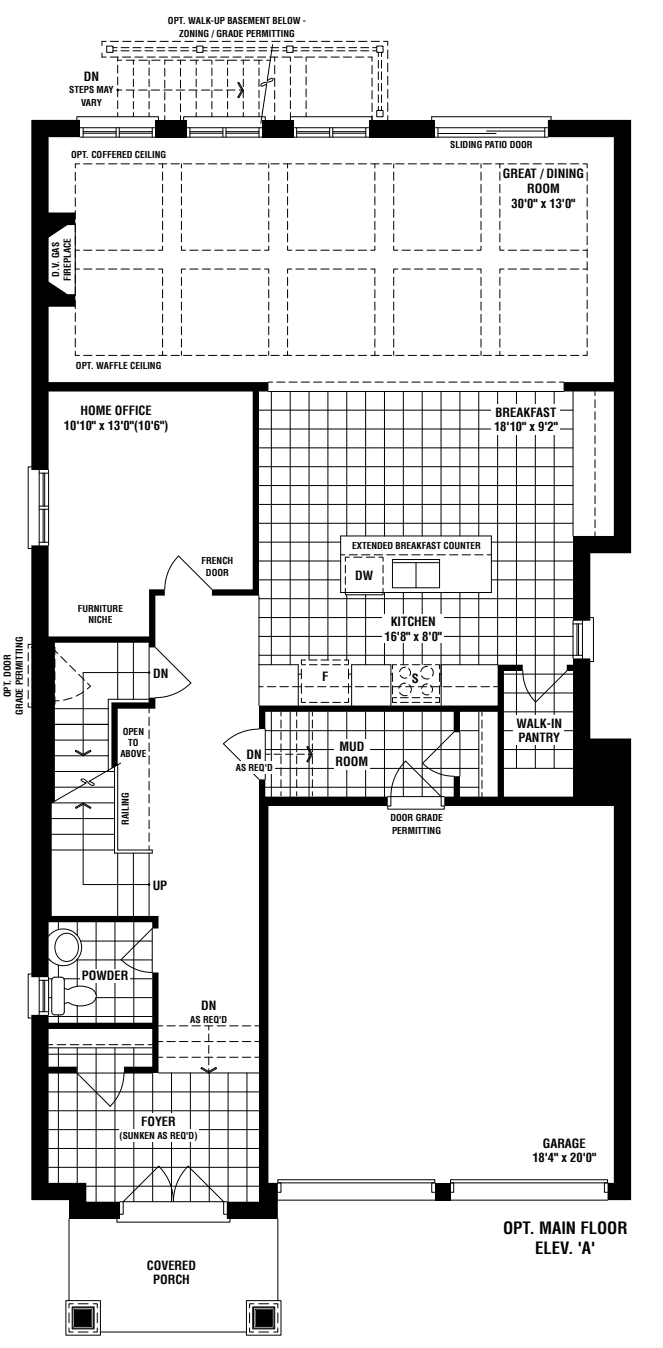 OPT. WALK-UP BASEMENT BELOW -
ZONING / GRADE PERMITTING
DN
STEPS MAY
VARY
SLIDING PATIO DOOR
OPT. COFFERED CEILING
GREAT / DINING
ROOM
30'0" x 13'0"
D.V. GAS
FIREPLACE
OPT. WAFFLE CEILING
HOME OFFICE
10'10" x 13'0"(10'6")
BREAKFAST
18'10" x 9'2"
EXTENDED BREAKFAST COUNTER
FRENCH
DOOR
DW
FURNITURE
NICHE
KITCHEN
16'8" x 8'0"
OPT. DOOR
GRADE PERMITTING
DN
F
S
OPEN
TO
ABOVE
WALK-IN
PANTRY
DN
AS REQ'D
MUD
ROOM
RAILING
DOOR GRADE
PERMITTING
UP
POWDER
DN
AS REQ'D
FOYER
(SUNKEN AS REQ'D)
GARAGE
18'4" x 20'0"
OPT. MAIN FLOOR
ELEV. 'A'
COVERED
PORCH